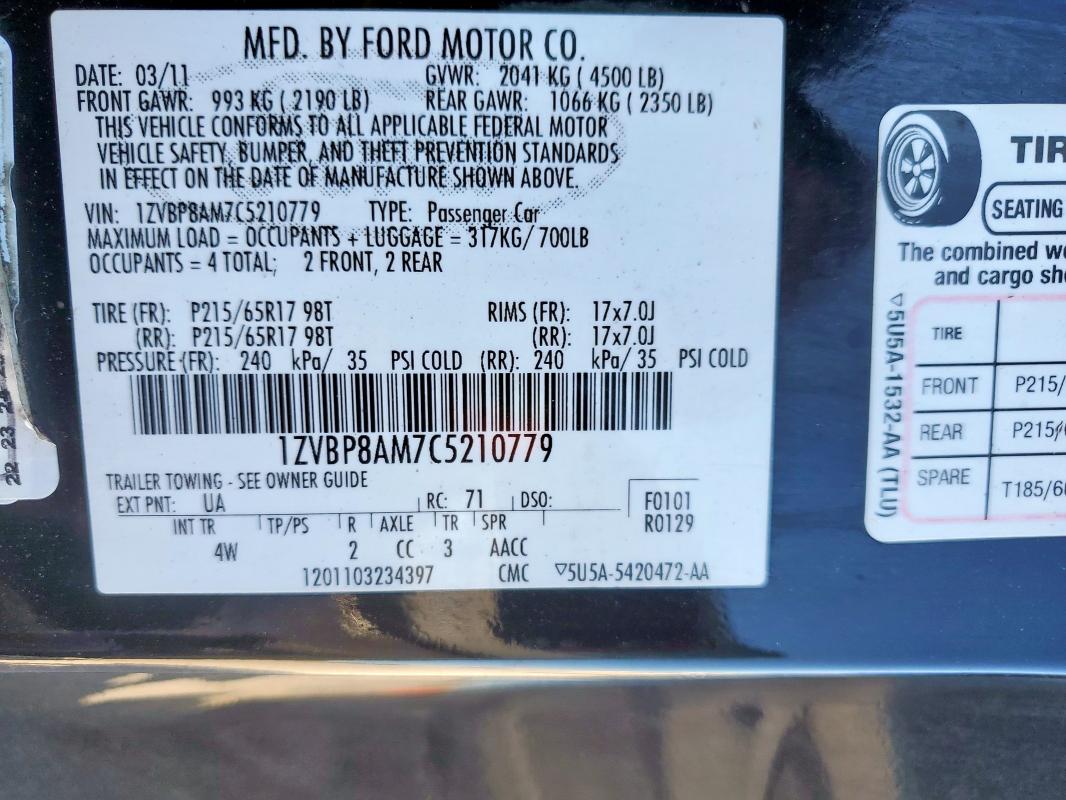 MFD. BY FORD MOTOR CO.
DATE: 03/11 GVWR: 2041 KG ( 4500 LB)
FRONT GAWR: 993 KG ( 2190 LB) REAR GAWR: 1066 KG ( 2350 LB)
THIS VEHICLE CONFORMS TO ALL APPLICABLE FEDERAL MOTOR
VEHICLE SAFETY, BUMPER, AND THEFT PREVENTION STANDARDS
IN EFFECT ON THE DATE OF MANUFACTURE SHOWN ABOVE.
VIN: 1ZVBP8AM7C5210779 TYPE: Passenger Car
MAXIMUM LOAD = OCCUPANTS + LUGGAGE = 317KG/ 700LB
OCCUPANTS = 4 TOTAL; 2 FRONT, 2 REAR
TIRE (FR): P215/65R17 98T RIMS (FR): 17x7.0J
(RR): P215/65R17 98T (RR): 17x7.0J
PRESSURE (FR): 240 kPa/ 35 PSI COLD (RR): 240 kPa/ 35 PSI COLD
1ZVBP8AM7C5210779
TRAILER TOWING - SEE OWNER GUIDE
EXT PNT: UA RC: 71 DSO: F0101
R0129
INT TR TP/PS R AXLE TR SPR
4W 2 CC 3 AACC
1201103234397 CMC ▽5U5A-5420472-AA
TIR
SEATING
The combined we
and cargo sho
TIRE
FRONT P215/
REAR P215/6
SPARE T185/60
▽5U5A-1532-AA (TLU)
22 23